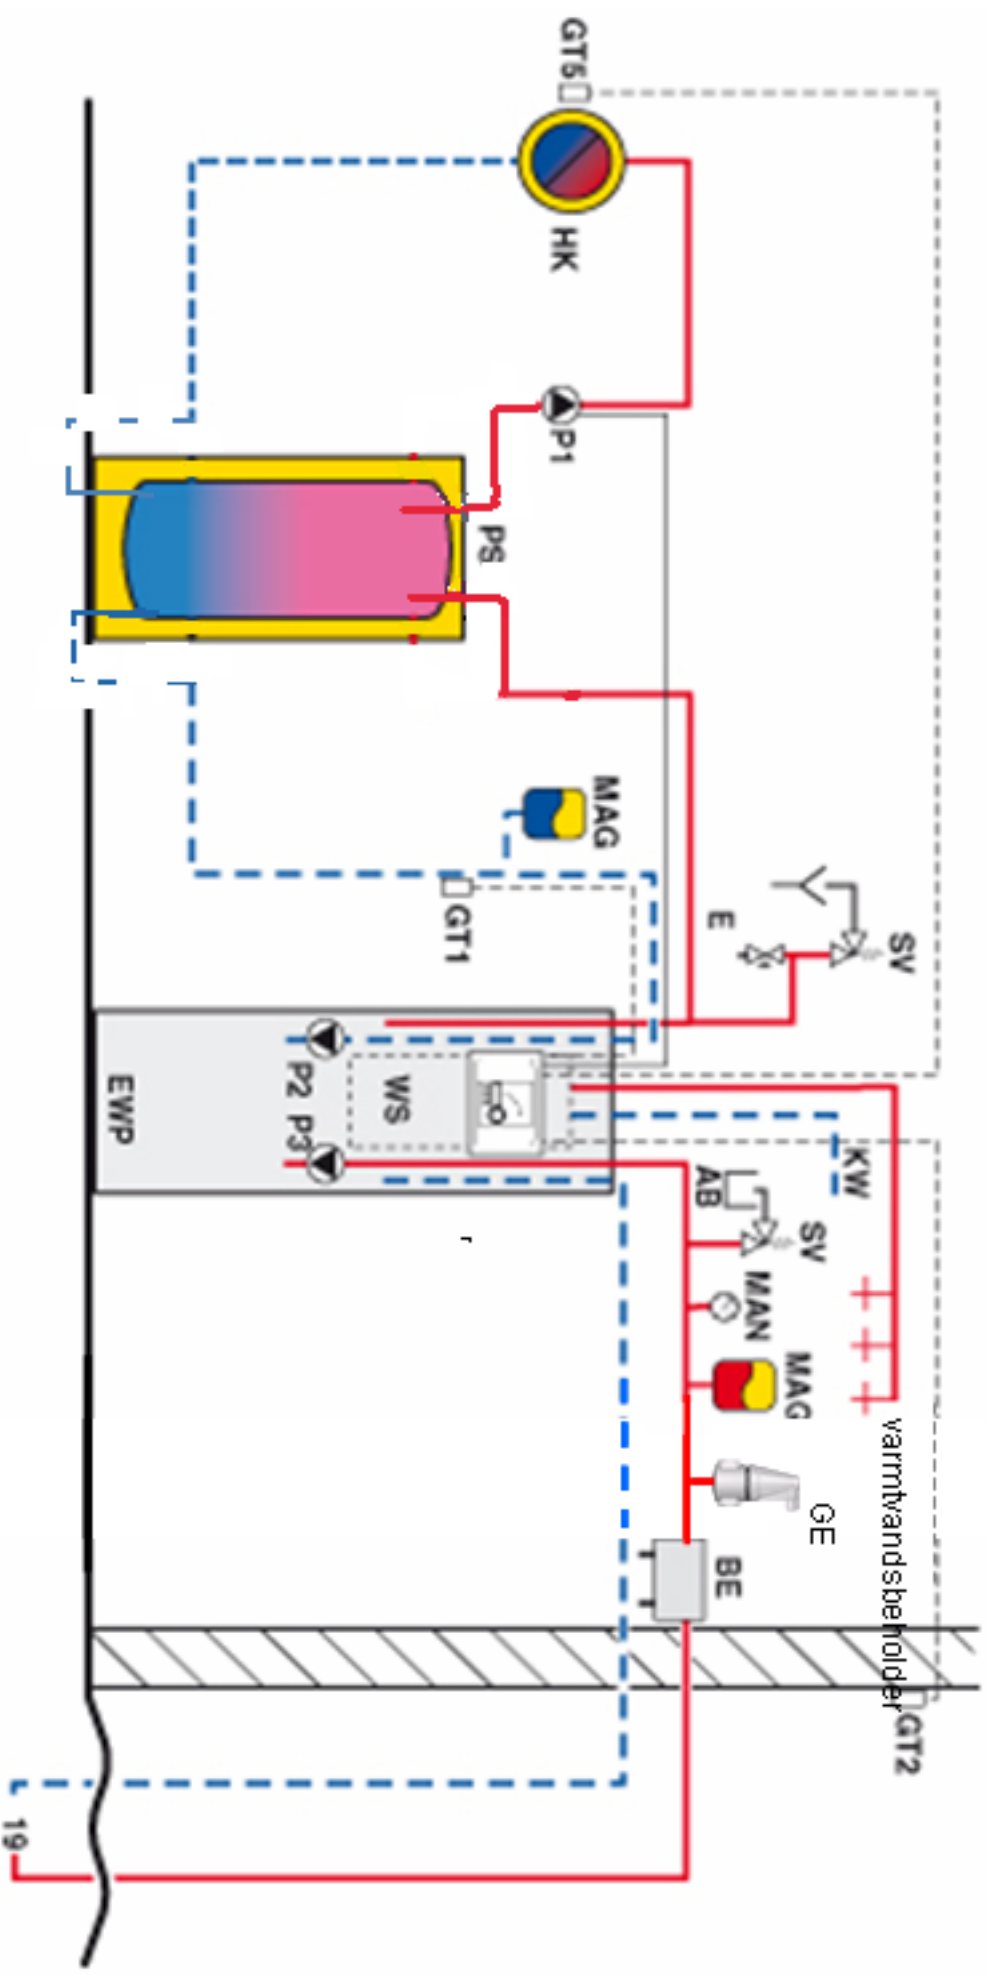 GT5
HK
P1
PS
MAG
GT1
E
SV
EWP
P2 P3
WS
KW
AB
SV
MAN
MAG
GE
BE
varmtvandsbeholder
GT2
19